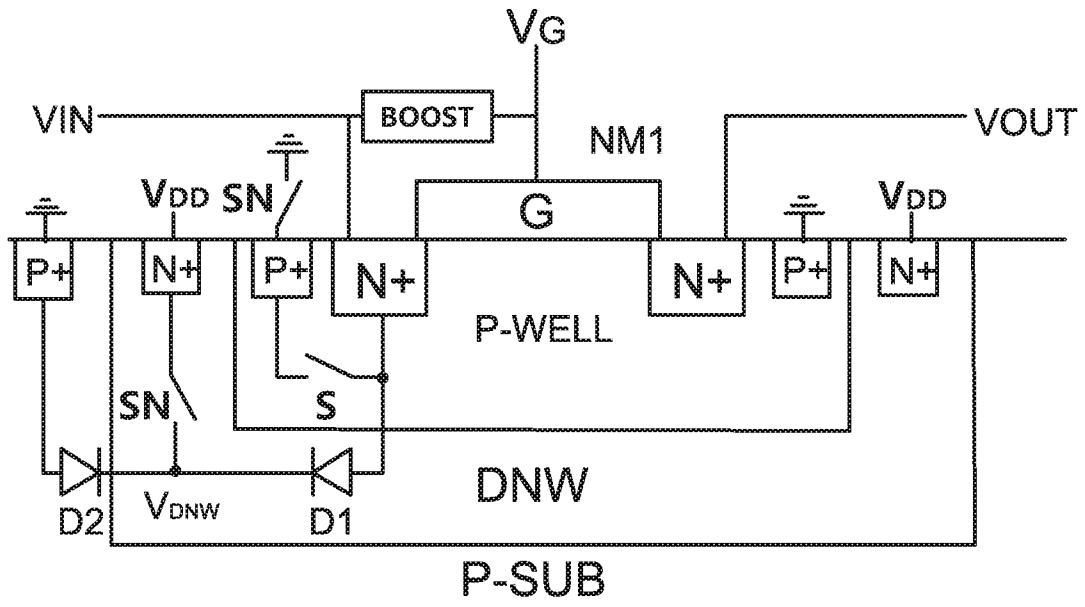 VG
VIN
BOOST
NM1
VOUT
VDD
SN
G
VDD
P+
N+
P+
N+
N+
P+
N+
P-WELL
SN
S
DNW
D2
VDNW
D1
P-SUB